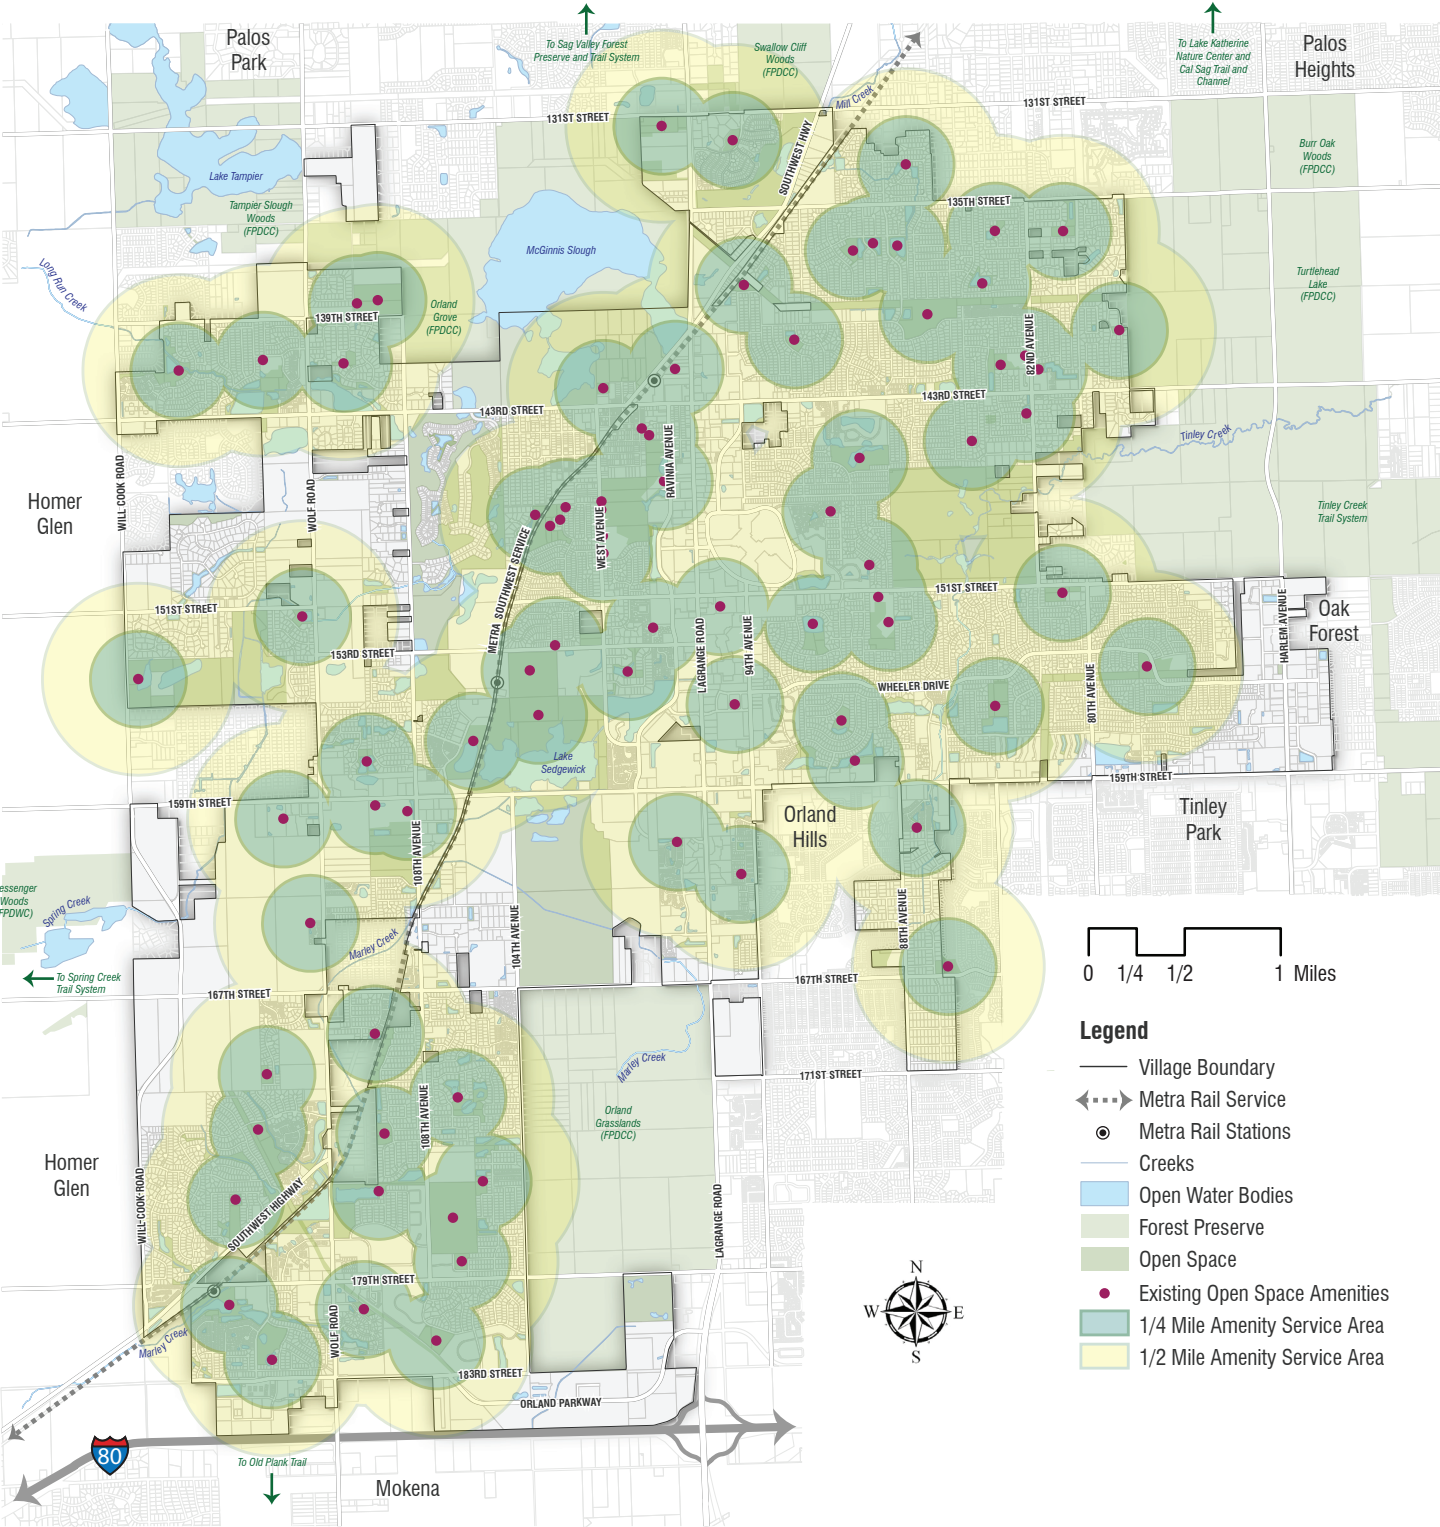 Palos
Park
To Sag Valley Forest
Preserve and Trail System
Swallow Cliff
Woods
(FPDCC)
To Lake Katherine
Nature Center and
Cal Sag Trail and
Channel
Palos
Heights
131ST STREET
Mill Creek
131ST STREET
SOUTHWEST HWY
Burr Oak
Woods
(FPDCC)
Lake Tampier
Tampier Slough
Woods
(FPDCC)
135TH STREET
McGinnis Slough
Long Run Creek
Orland
Grove
(FPDCC)
Turtlehead
Lake
(FPDCC)
139TH STREET
82ND AVENUE
143RD STREET
143RD STREET
Tinley Creek
RAVINIA AVENUE
WILL COOK ROAD
WOLF ROAD
Homer
Glen
Tinley Creek
Trail System
WEST AVENUE
METRA SOUTHWEST SERVICE
151ST STREET
151ST STREET
HARLEM AVENUE
Oak
Forest
153RD STREET
LAGRANGE ROAD
94TH AVENUE
WHEELER DRIVE
80TH AVENUE
Lake
Sedgewick
159TH STREET
159TH STREET
Orland
Hills
Tinley
Park
108TH AVENUE
essenger
Woods
FPDWC)
Spring Creek
104TH AVENUE
88TH AVENUE
Marley Creek
To Spring Creek
Trail System
167TH STREET
167TH STREET
0 1/4 1/2 1 Miles
Legend
Village Boundary
Metra Rail Service
Metra Rail Stations
Creeks
Open Water Bodies
Forest Preserve
Open Space
Existing Open Space Amenities
1/4 Mile Amenity Service Area
1/2 Mile Amenity Service Area
Marley Creek
171ST STREET
108TH AVENUE
Orland
Grasslands
(FPDCC)
Homer
Glen
WILL-COOK-ROAD
SOUTHWEST HIGHWAY
LAGRANGE ROAD
N
W E
S
179TH STREET
WOLF ROAD
Marley Creek
183RD STREET
ORLAND PARKWAY
80
To Old Plank Trail
Mokena